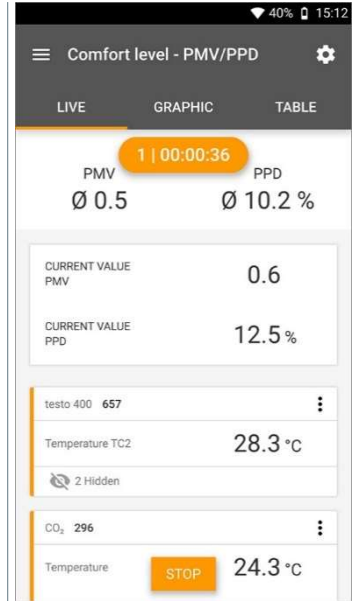 40% 15:12
Comfort level - PMV/PPD
LIVE GRAPHIC TABLE
1 | 00:00:36
PMV PPD
Ø 0.5 Ø 10.2 %
CURRENT VALUE
PMV 0.6
CURRENT VALUE
PPD 12.5 %
testo 400 657
Temperature TC2 28.3 °C
2 Hidden
CO₂ 296
Temperature STOP 24.3 °C